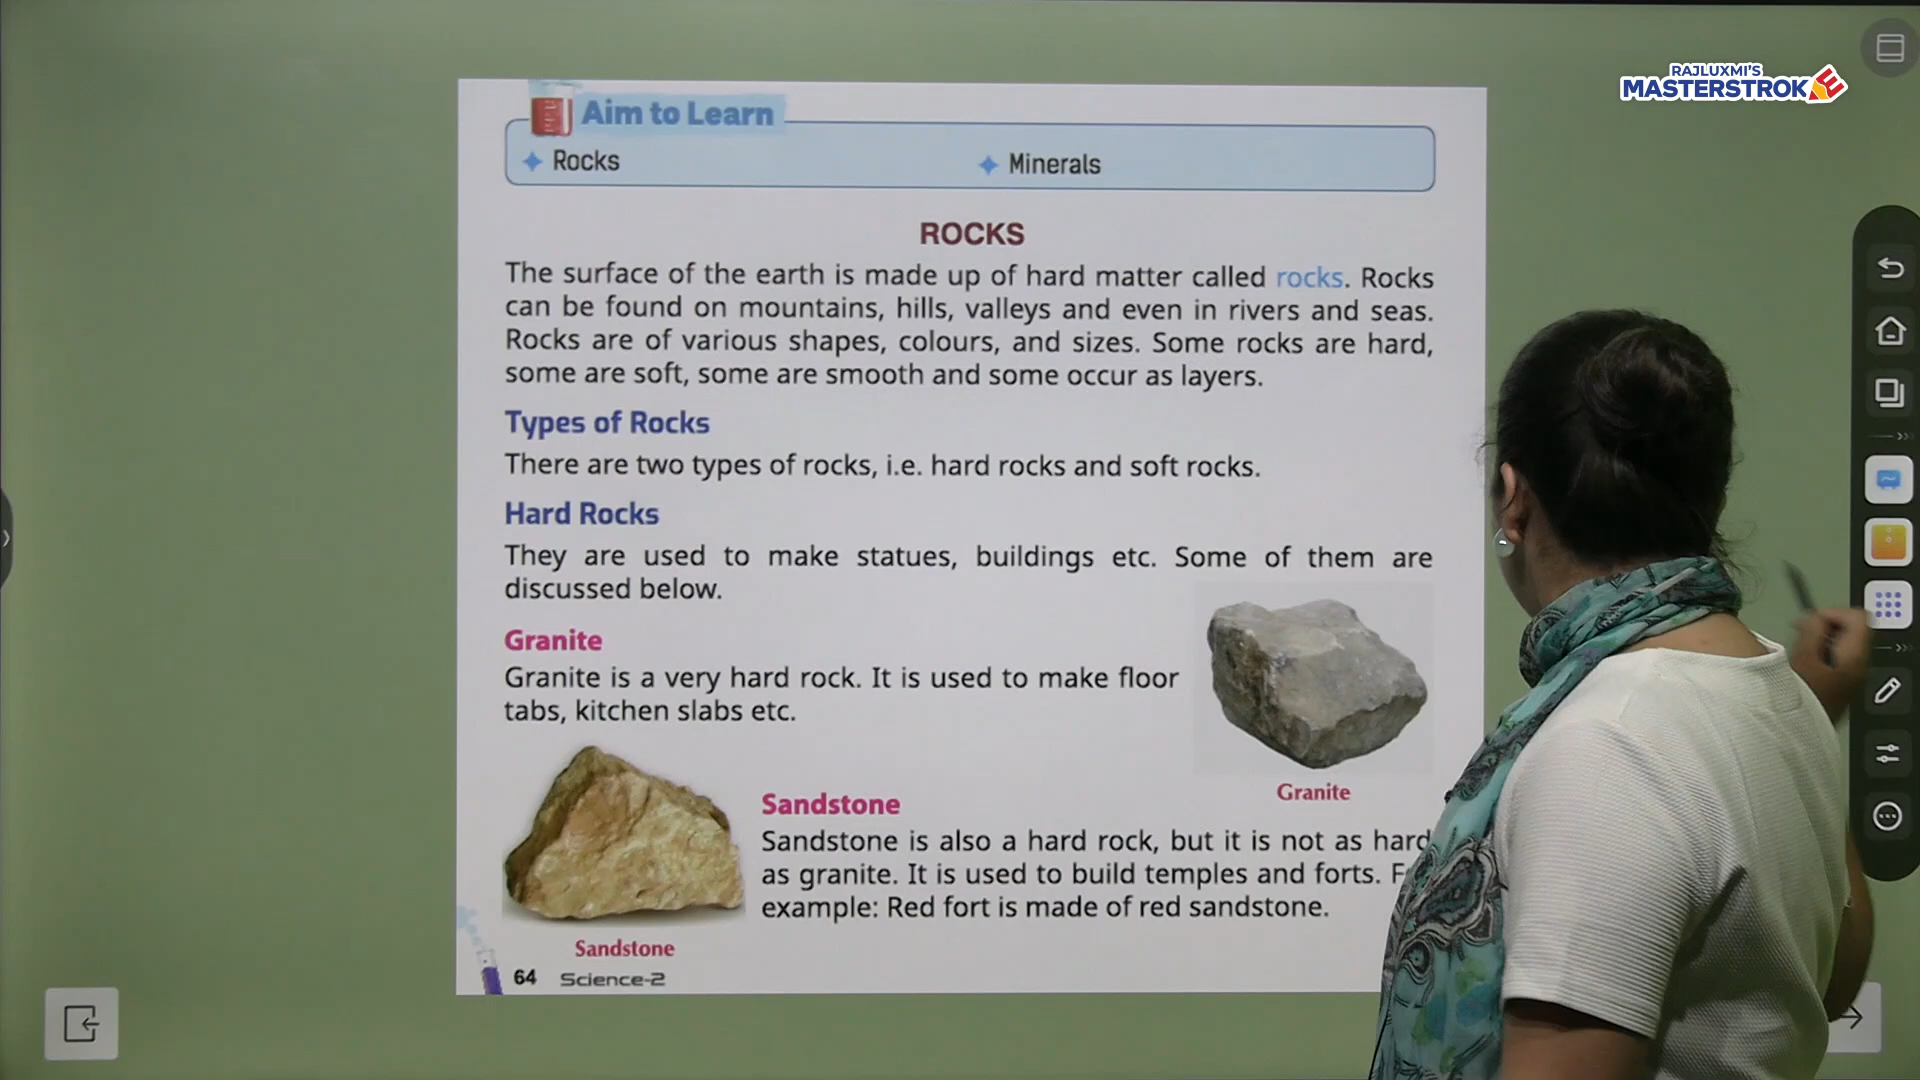 RAJLUXMI'S
MASTERSTROKE
Aim to Learn
Rocks
Minerals
ROCKS
The surface of the earth is made up of hard matter called rocks. Rocks
can be found on mountains, hills, valleys and even in rivers and seas.
Rocks are of various shapes, colours, and sizes. Some rocks are hard,
some are soft, some are smooth and some occur as layers.
Types of Rocks
There are two types of rocks, i.e. hard rocks and soft rocks.
Hard Rocks
They are used to make statues, buildings etc. Some of them are
discussed below.
Granite
Granite is a very hard rock. It is used to make floor
tabs, kitchen slabs etc.
Granite
Sandstone
Sandstone is also a hard rock, but it is not as hard
as granite. It is used to build temples and forts.
example: Red fort is made of red sandstone.
Sandstone
64 Science-2